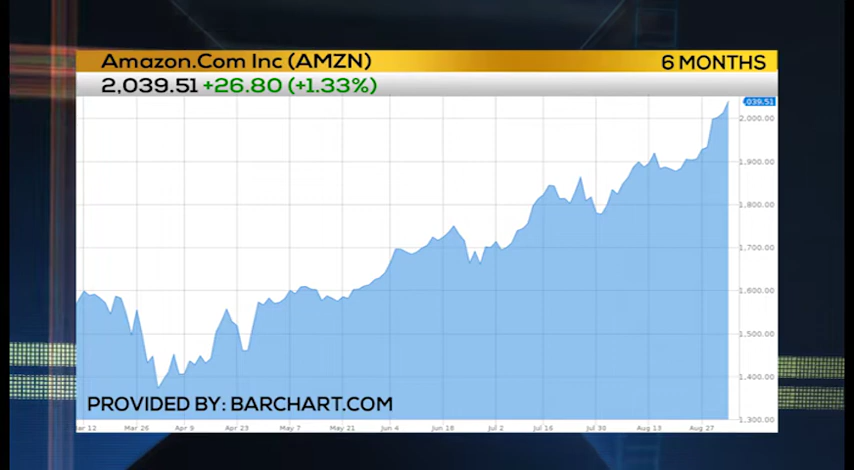 Amazon.Com Inc (AMZN) 6 MONTHS
2,039.51 +26.80 (+1.33%)
039.51
2,000.00
1,900.00
1,800.00
1,700.00
1,600.00
1,500.00
1,400.00
1,300.00
PROVIDED BY: BARCHART.COM
ar 12 Mar 26 Apr 9 Apr 23 May 7 May 21 Jun 4 Jun 18 Jul 2 Jul 16 Jul 30 Aug 13 Aug 27